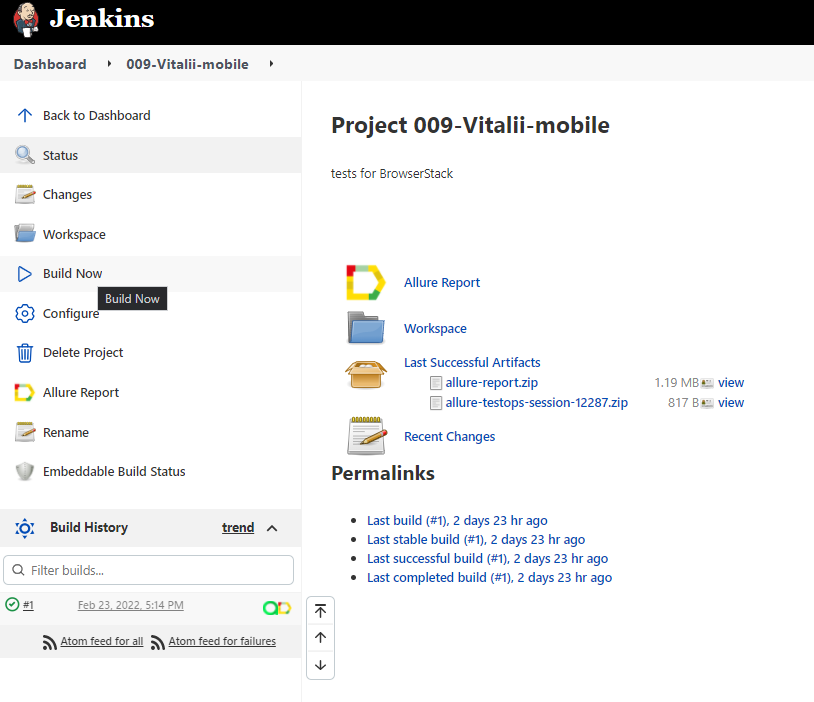 Jenkins
Dashboard
009-Vitalii-mobile
Back to Dashboard
Status
Changes
Workspace
Build Now
Build Now
Configure
Delete Project
Allure Report
Rename
Embeddable Build Status
Build History
trend
Filter builds...
#1
Feb 23, 2022, 5:14 PM
Atom feed for all
Atom feed for failures
Project 009-Vitalii-mobile
tests for BrowserStack
Allure Report
Workspace
Last Successful Artifacts
allure-report.zip 1.19 MB view
allure-testops-session-12287.zip 817 B view
Recent Changes
Permalinks
Last build (#1), 2 days 23 hr ago
Last stable build (#1), 2 days 23 hr ago
Last successful build (#1), 2 days 23 hr ago
Last completed build (#1), 2 days 23 hr ago